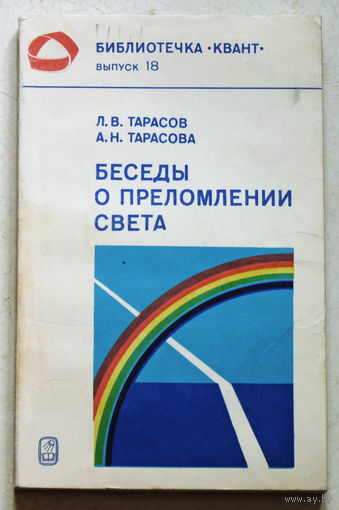 БИБЛИОТЕЧКА •КВАНТ•
ВЫПУСК 18
Л.В. ТАРАСОВ
А.Н. ТАРАСОВА
БЕСЕДЫ
О ПРЕЛОМЛЕНИИ
СВЕТА
www.ay.by